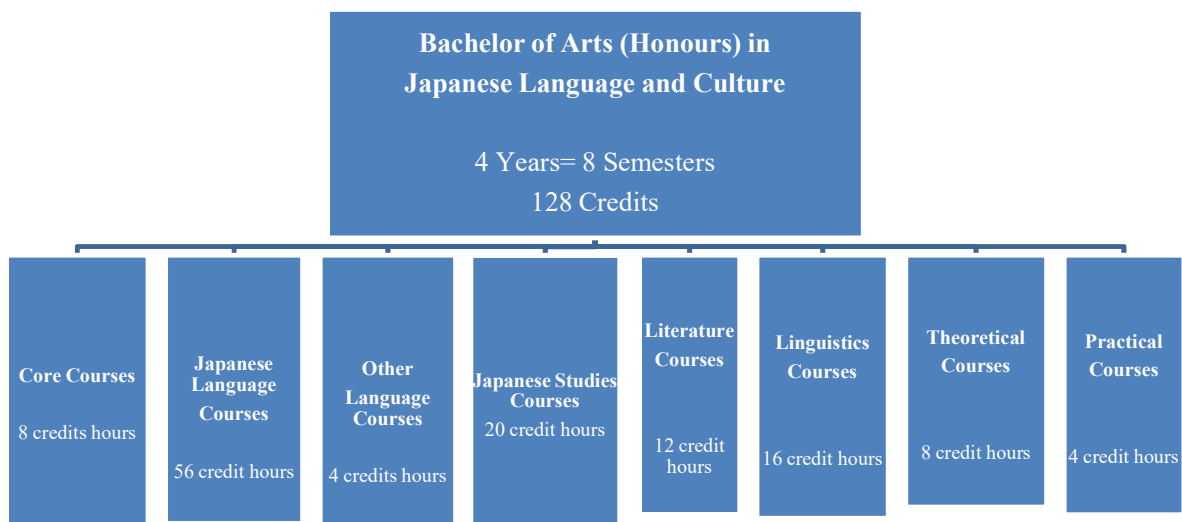 Bachelor of Arts (Honours) in
Japanese Language and Culture
4 Years= 8 Semesters
128 Credits
Core Courses
8 credits hours
Japanese
Language
Courses
56 credit hours
Other
Language
Courses
4 credits hours
Japanese Studies
Courses
20 credit hours
Literature
Courses
12 credit
hours
Linguistics
Courses
16 credit hours
Theoretical
Courses
8 credit hours
Practical
Courses
4 credit hours